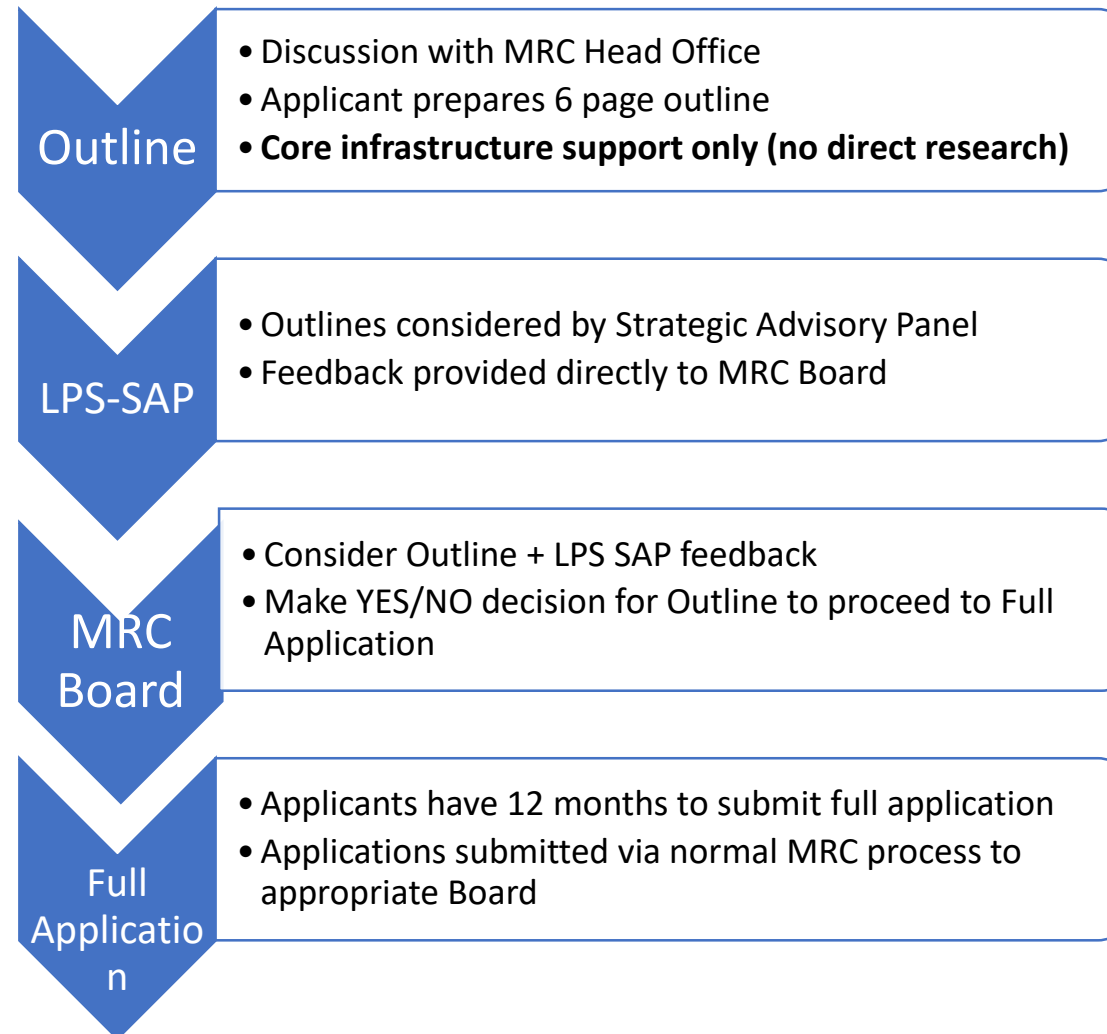 Outline
• Discussion with MRC Head Office
• Applicant prepares 6 page outline
• Core infrastructure support only (no direct research)
LPS-SAP
• Outlines considered by Strategic Advisory Panel
• Feedback provided directly to MRC Board
MRC
Board
• Consider Outline + LPS SAP feedback
• Make YES/NO decision for Outline to proceed to Full
Application
Full
Applicatio
n
• Applicants have 12 months to submit full application
• Applications submitted via normal MRC process to
appropriate Board